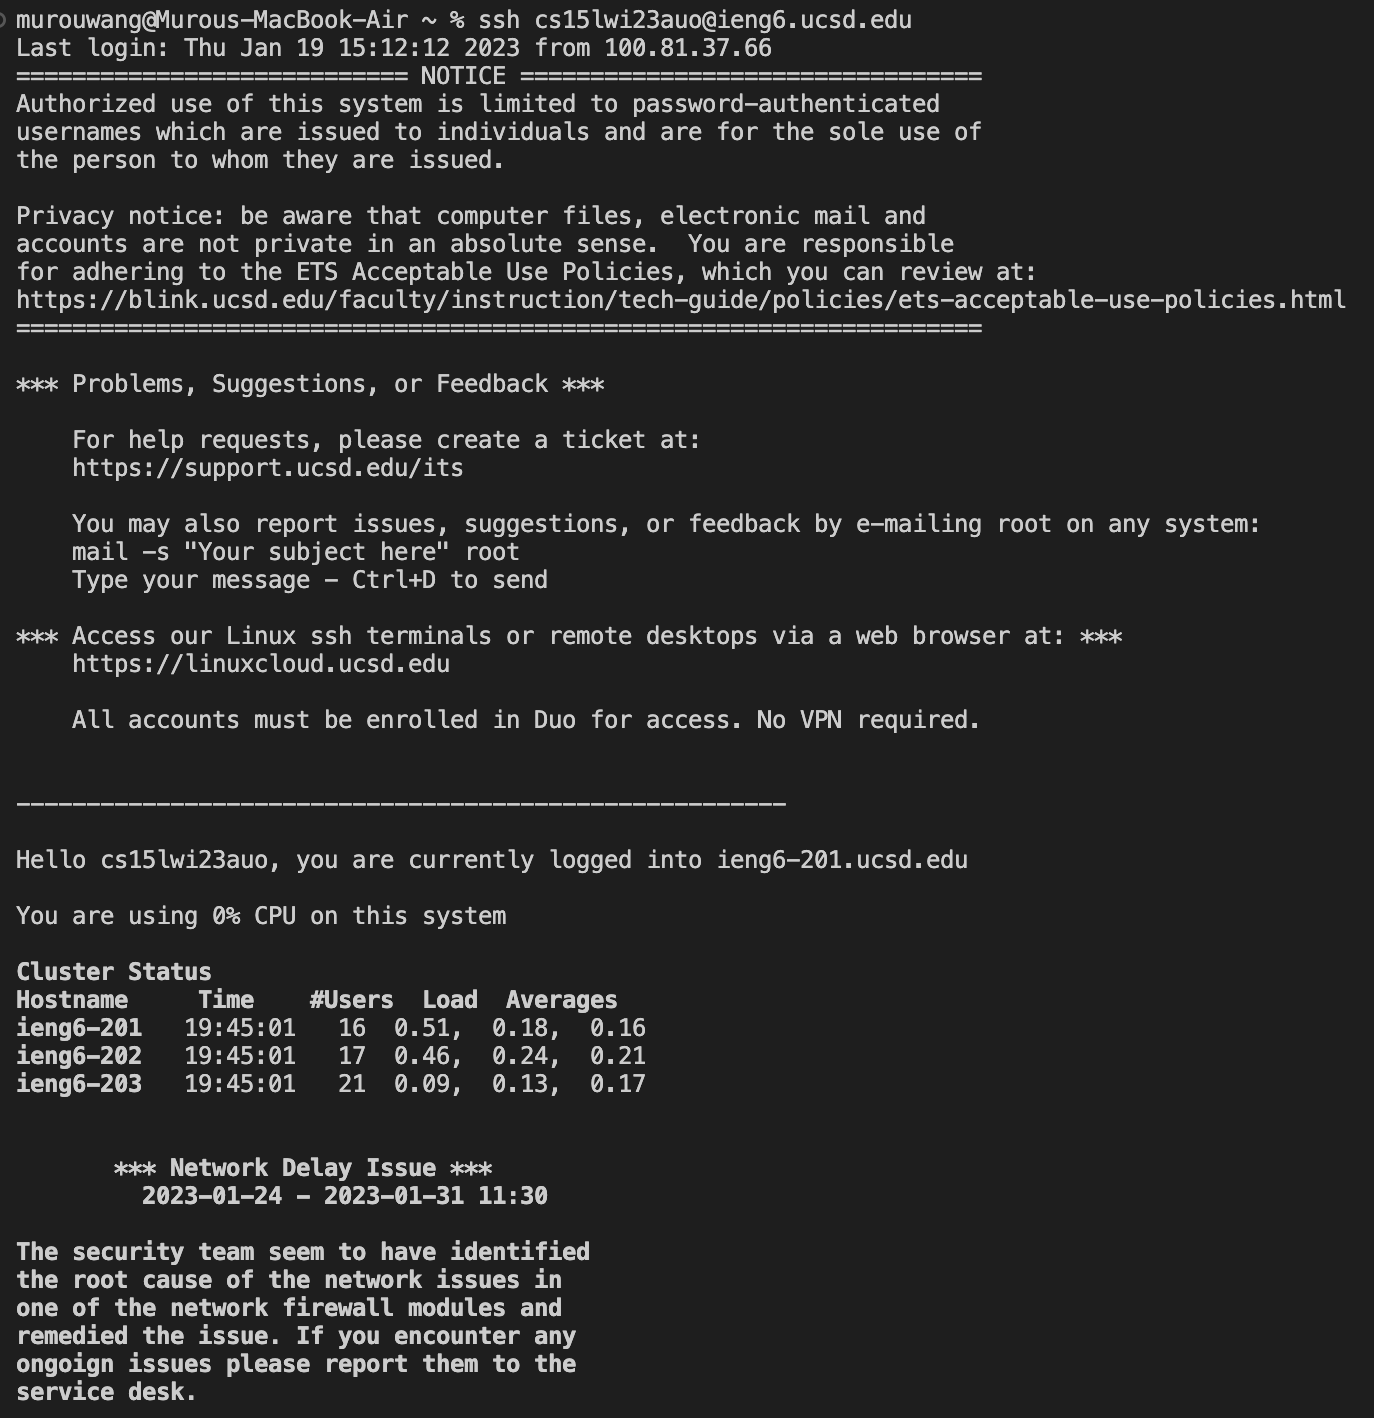 murouwang@Murous-MacBook-Air ~ % ssh cs15lwi23auo@ieng6.ucsd.edu
Last login: Thu Jan 19 15:12:12 2023 from 100.81.37.66
============================ NOTICE =================================
Authorized use of this system is limited to password-authenticated
usernames which are issued to individuals and are for the sole use of
the person to whom they are issued.

Privacy notice: be aware that computer files, electronic mail and
accounts are not private in an absolute sense.  You are responsible
for adhering to the ETS Acceptable Use Policies, which you can review at:
https://blink.ucsd.edu/faculty/instruction/tech-guide/policies/ets-acceptable-use-policies.html
=====================================================================

*** Problems, Suggestions, or Feedback ***

    For help requests, please create a ticket at:
    https://support.ucsd.edu/its

    You may also report issues, suggestions, or feedback by e-mailing root on any system:
    mail -s "Your subject here" root
    Type your message - Ctrl+D to send

*** Access our Linux ssh terminals or remote desktops via a web browser at: ***
    https://linuxcloud.ucsd.edu

    All accounts must be enrolled in Duo for access. No VPN required.


-------------------------------------------------------

Hello cs15lwi23auo, you are currently logged into ieng6-201.ucsd.edu

You are using 0% CPU on this system

Cluster Status
Hostname     Time    #Users  Load  Averages
ieng6-201   19:45:01   16  0.51,  0.18,  0.16
ieng6-202   19:45:01   17  0.46,  0.24,  0.21
ieng6-203   19:45:01   21  0.09,  0.13,  0.17


       *** Network Delay Issue ***
         2023-01-24 - 2023-01-31 11:30

The security team seem to have identified
the root cause of the network issues in
one of the network firewall modules and
remedied the issue. If you encounter any
ongoign issues please report them to the
service desk.